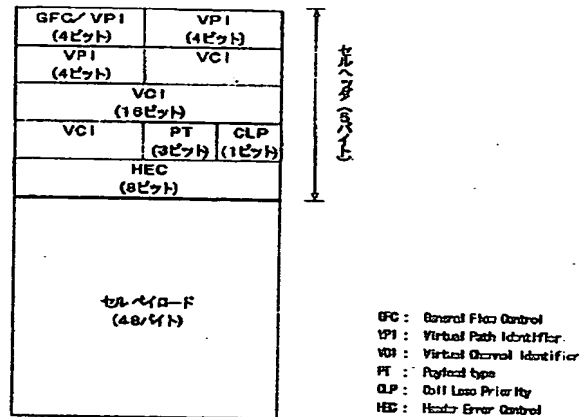 GFC/VPI
(4ビット)
VPI
(4ビット)
VPI
(4ビット)
VCI
VCI
(16ビット)
VCI
PT
(3ビット)
CLP
(1ビット)
HEC
(8ビット)
セルヘッダ(5バイト)
セルペイロード
(48バイト)
GFC : General Flow Control
VPI : Virtual Path Identifier
VCI : Virtual Channel Identifier
PT : Payload type
CLP : Cell Loss Priority
HEC : Header Error Control